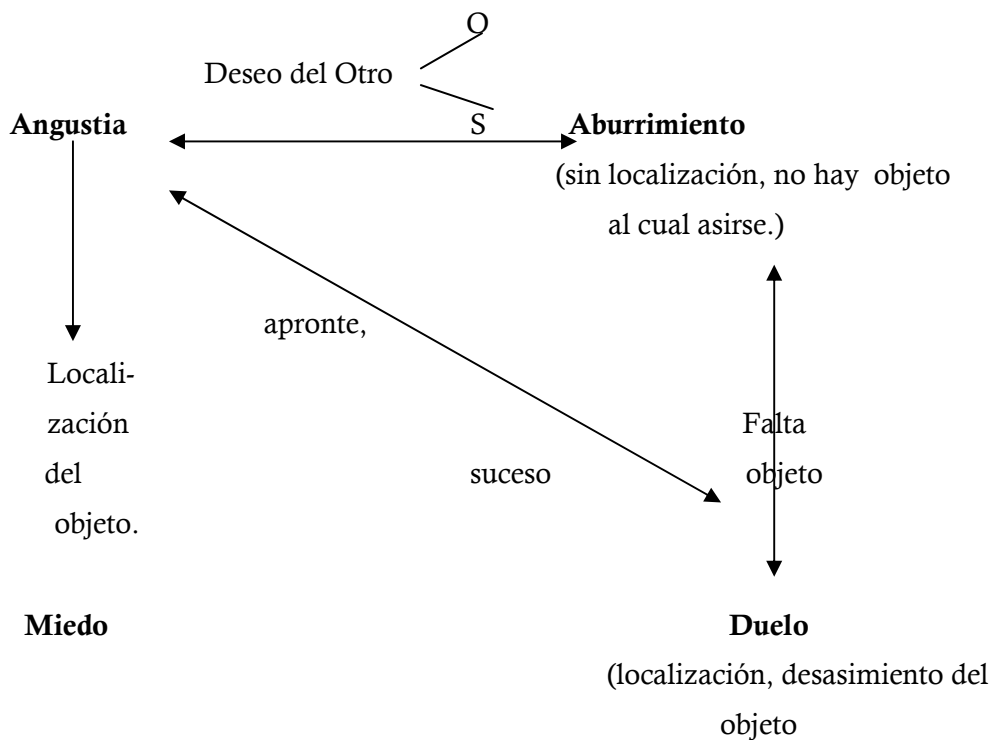 O
Deseo del Otro
Angustia
S
Aburrimiento
(sin localización, no hay objeto
al cual asirse.)
apronte,
Locali-
zación
del
objeto.
suceso
Falta
objeto
Miedo
Duelo
(localización, desasimiento del
objeto